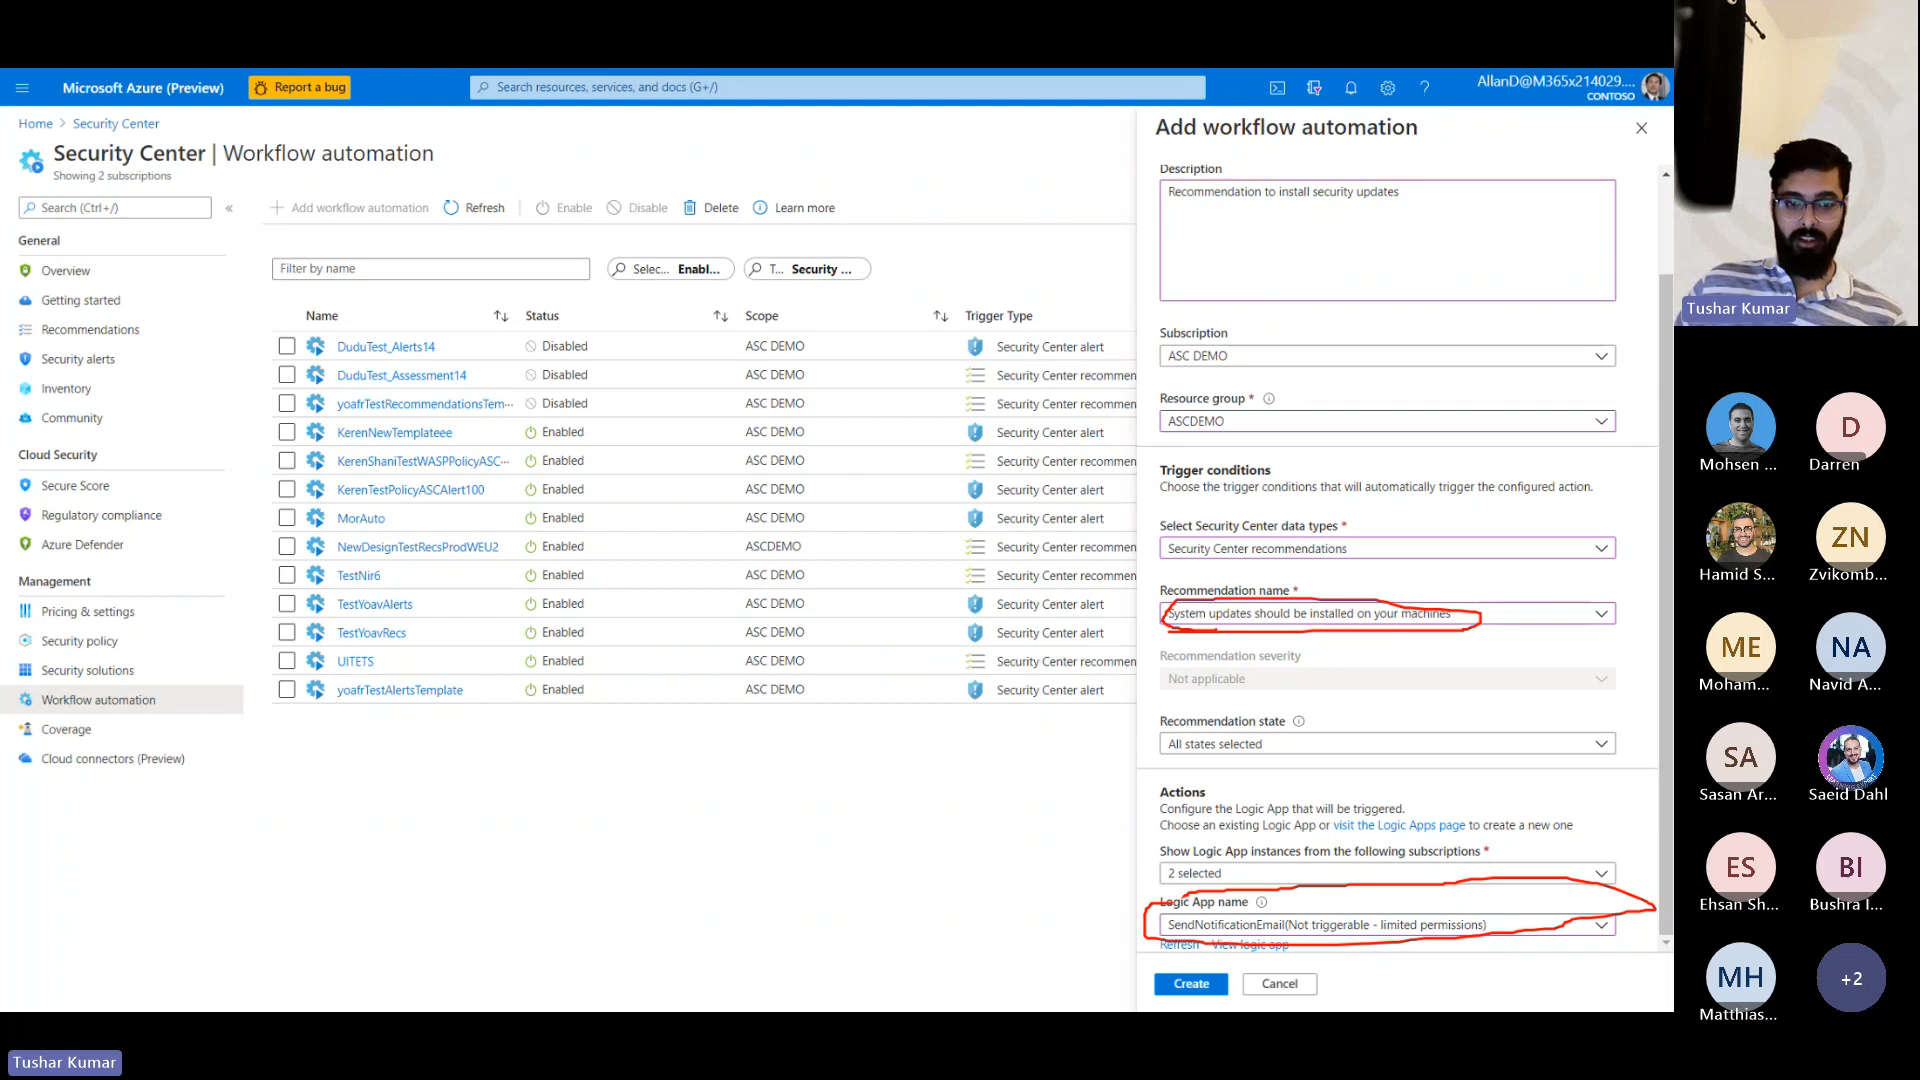 Microsoft Azure (Preview)
Report a bug
Search resources, services, and docs (G+/)
AllanD@M365x214029....
CONTOSO
Home > Security Center
Security Center | Workflow automation
Showing 2 subscriptions
Search (Ctrl+/)
«
General
Overview
Getting started
Recommendations
Security alerts
Inventory
Community
Cloud Security
Secure Score
Regulatory compliance
Azure Defender
Management
Pricing & settings
Security policy
Security solutions
Workflow automation
Coverage
Cloud connectors (Preview)
Add workflow automation Refresh Enable Disable Delete Learn more
Filter by name
Selec... Enabl...
T... Security ...
Name Status Scope Trigger Type
DuduTest_Alerts14 Disabled ASC DEMO Security Center alert
DuduTest_Assessment14 Disabled ASC DEMO Security Center recommen
yoafrTestRecommendationsTem... Disabled ASC DEMO Security Center recommen
KerenNewTemplateee Enabled ASC DEMO Security Center alert
KerenShaniTestWASPPolicyASC... Enabled ASC DEMO Security Center recommen
KerenTestPolicyASCAlert100 Enabled ASC DEMO Security Center alert
MorAuto Enabled ASC DEMO Security Center alert
NewDesignTestRecsProdWEU2 Enabled ASCDEMO Security Center recommen
TestNir6 Enabled ASC DEMO Security Center recommen
TestYoavAlerts Enabled ASC DEMO Security Center alert
TestYoavRecs Enabled ASC DEMO Security Center alert
UITETS Enabled ASC DEMO Security Center recommen
yoafrTestAlertsTemplate Enabled ASC DEMO Security Center alert
Add workflow automation
Description
Recommendation to install security updates
Subscription
ASC DEMO
Resource group *
ASCDEMO
Trigger conditions
Choose the trigger conditions that will automatically trigger the configured action.
Select Security Center data types *
Security Center recommendations
Recommendation name *
System updates should be installed on your machines
Recommendation severity
Not applicable
Recommendation state
All states selected
Actions
Configure the Logic App that will be triggered.
Choose an existing Logic App or visit the Logic Apps page to create a new one
Show Logic App instances from the following subscriptions *
2 selected
Logic App name
SendNotificationEmail(Not triggerable - limited permissions)
Refresh View logic app
Create Cancel
Tushar Kumar
Mohsen ...
D
Darren
Hamid S...
ZN
Zvikomb...
ME
Moham...
NA
Navid A...
SA
Sasan Ar...
Saeid Dahl
ES
Ehsan Sh...
BI
Bushra I...
MH
Matthias...
+2
Tushar Kumar